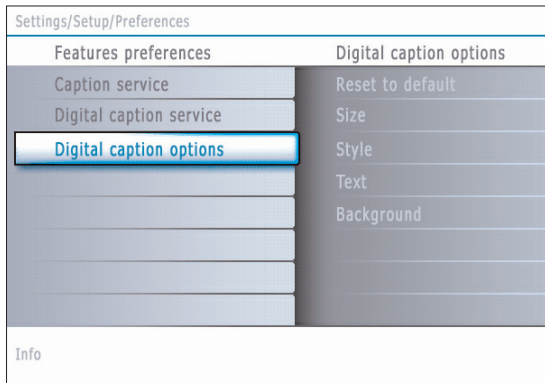 Settings/Setup/Preferences
Features preferences
Caption service
Digital caption service
Digital caption options
Digital caption options
Reset to default
Size
Style
Text
Background
Info